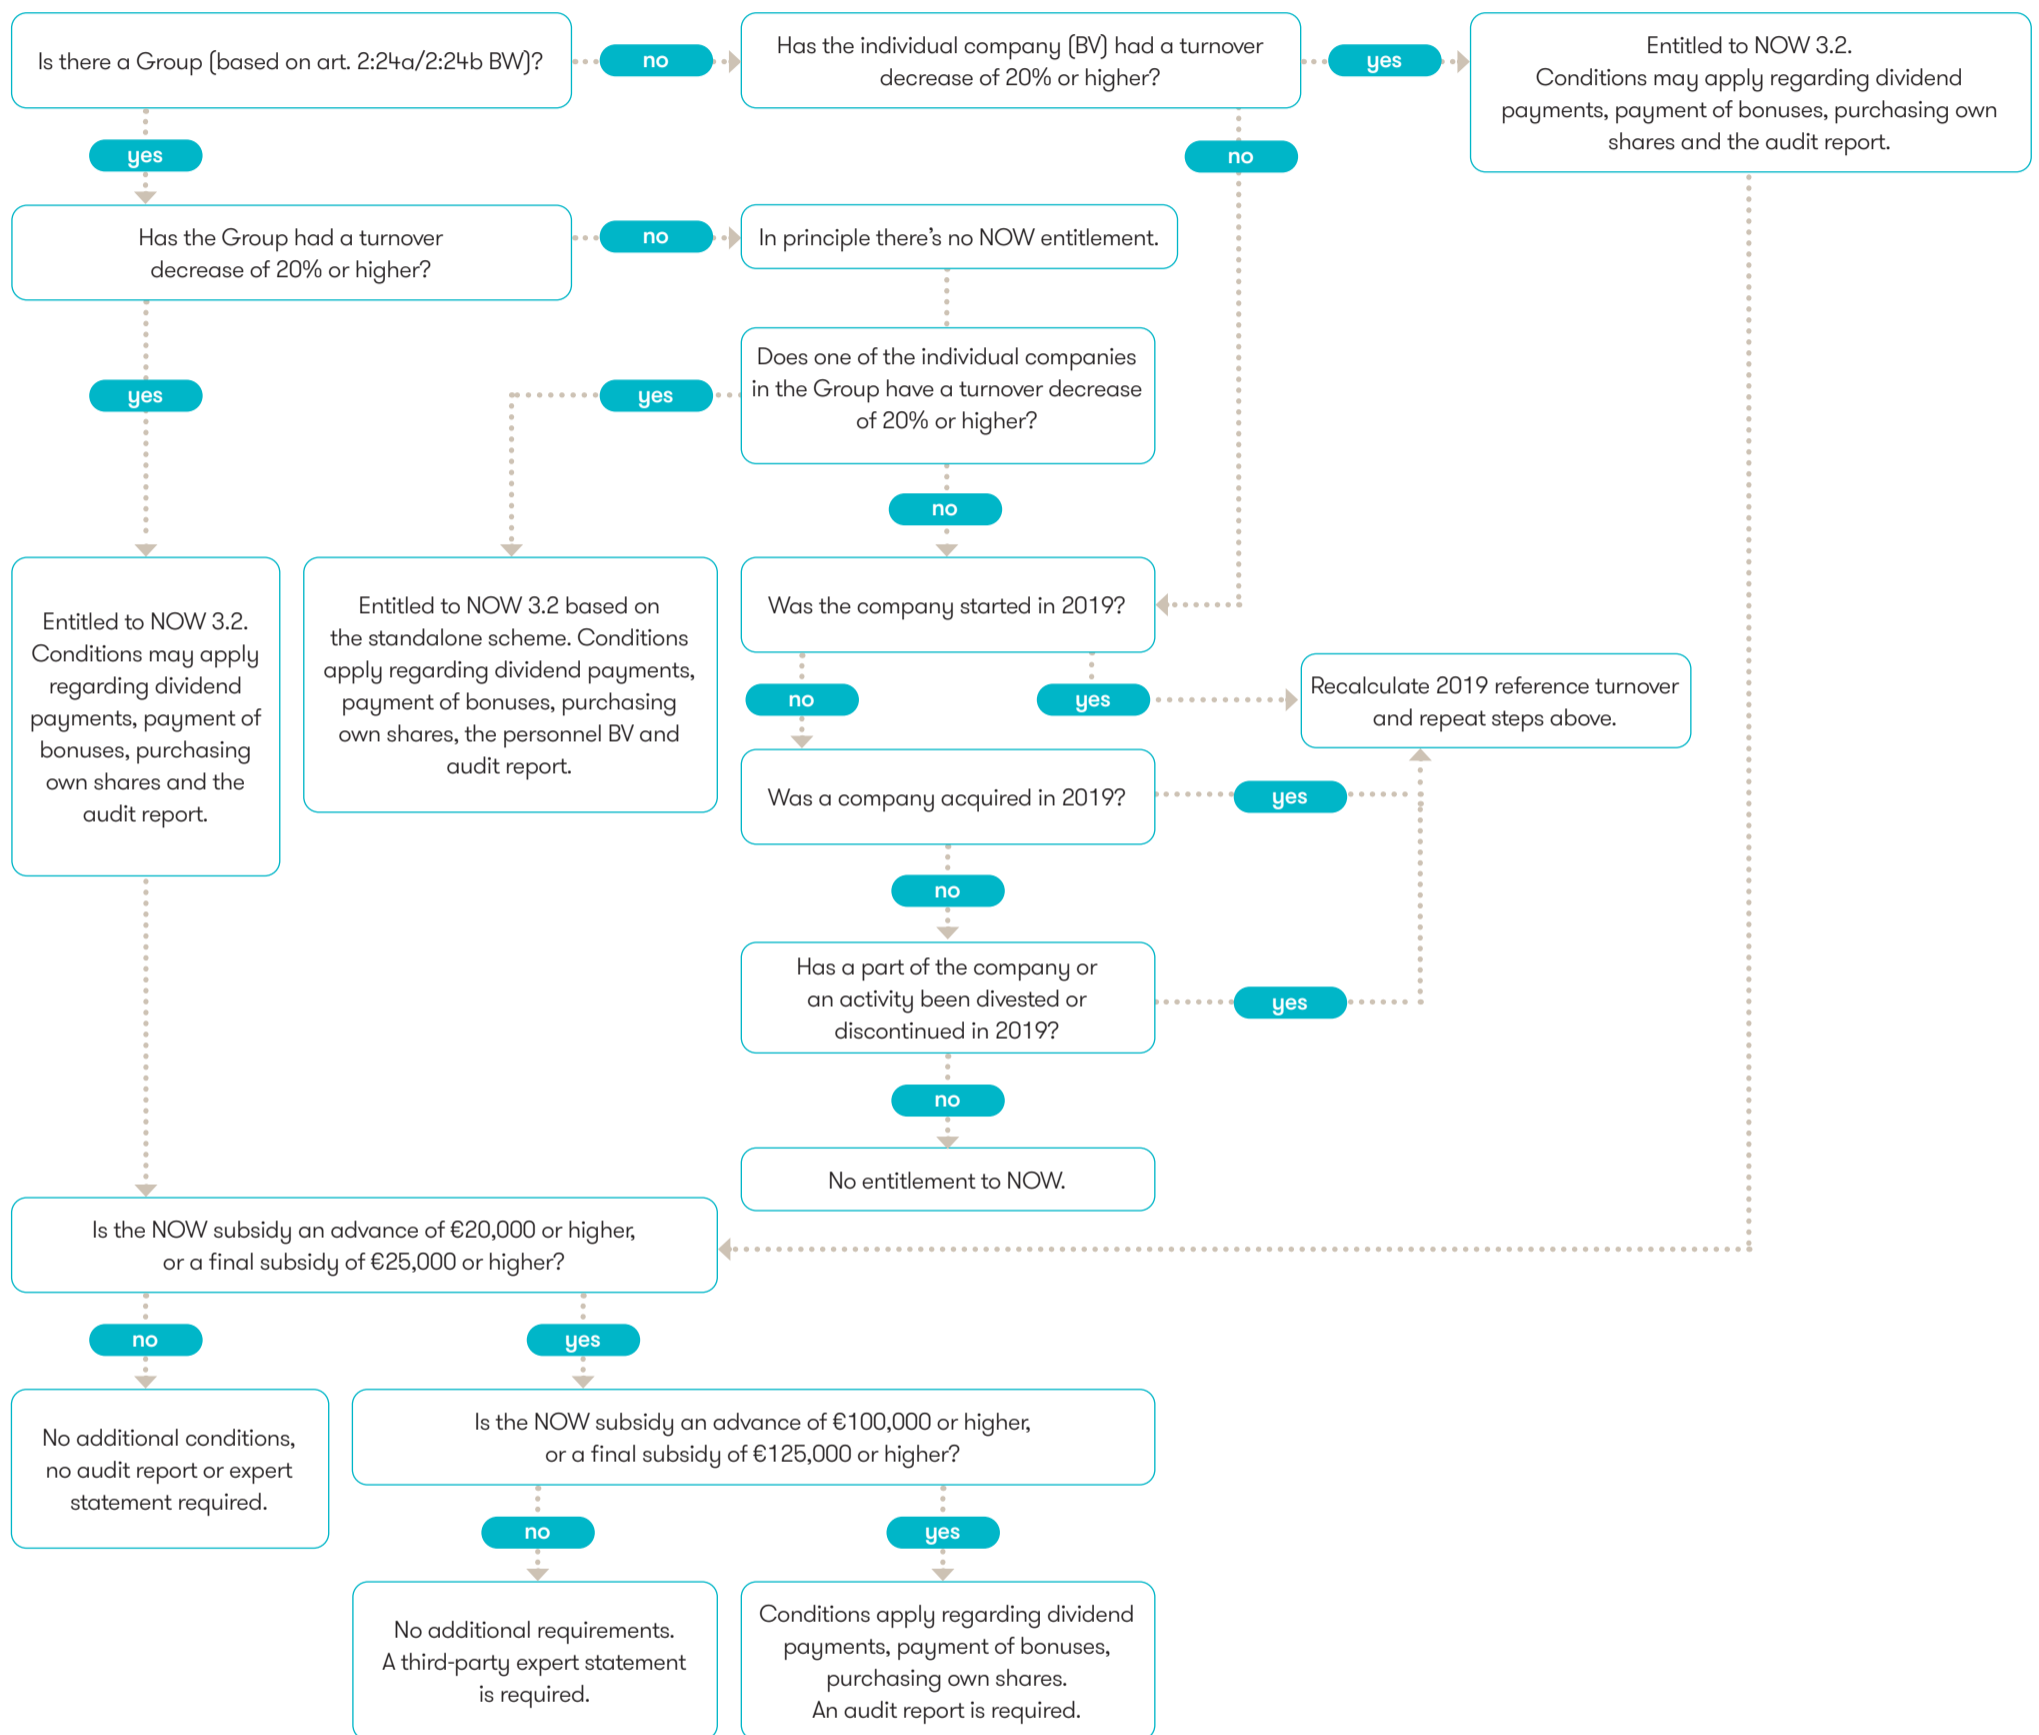 Is there a Group (based on art. 2:24a/2:24b BW)?
no
Has the individual company (BV) had a turnover
decrease of 20% or higher?
yes
Entitled to NOW 3.2.
Conditions may apply regarding dividend
payments, payment of bonuses, purchasing own
shares and the audit report.
yes
no
Has the Group had a turnover
decrease of 20% or higher?
no
In principle there’s no NOW entitlement.
yes
yes
Does one of the individual companies
in the Group have a turnover decrease
of 20% or higher?
no
Entitled to NOW 3.2.
Conditions may apply
regarding dividend
payments, payment of
bonuses, purchasing
own shares and the
audit report.
Entitled to NOW 3.2 based on
the standalone scheme. Conditions
apply regarding dividend payments,
payment of bonuses, purchasing
own shares, the personnel BV and
audit report.
Was the company started in 2019?
no
yes
Recalculate 2019 reference turnover
and repeat steps above.
Was a company acquired in 2019?
yes
no
Has a part of the company or
an activity been divested or
discontinued in 2019?
yes
no
No entitlement to NOW.
Is the NOW subsidy an advance of €20,000 or higher,
or a final subsidy of €25,000 or higher?
no
yes
No additional conditions,
no audit report or expert
statement required.
Is the NOW subsidy an advance of €100,000 or higher,
or a final subsidy of €125,000 or higher?
no
yes
No additional requirements.
A third-party expert statement
is required.
Conditions apply regarding dividend
payments, payment of bonuses,
purchasing own shares.
An audit report is required.